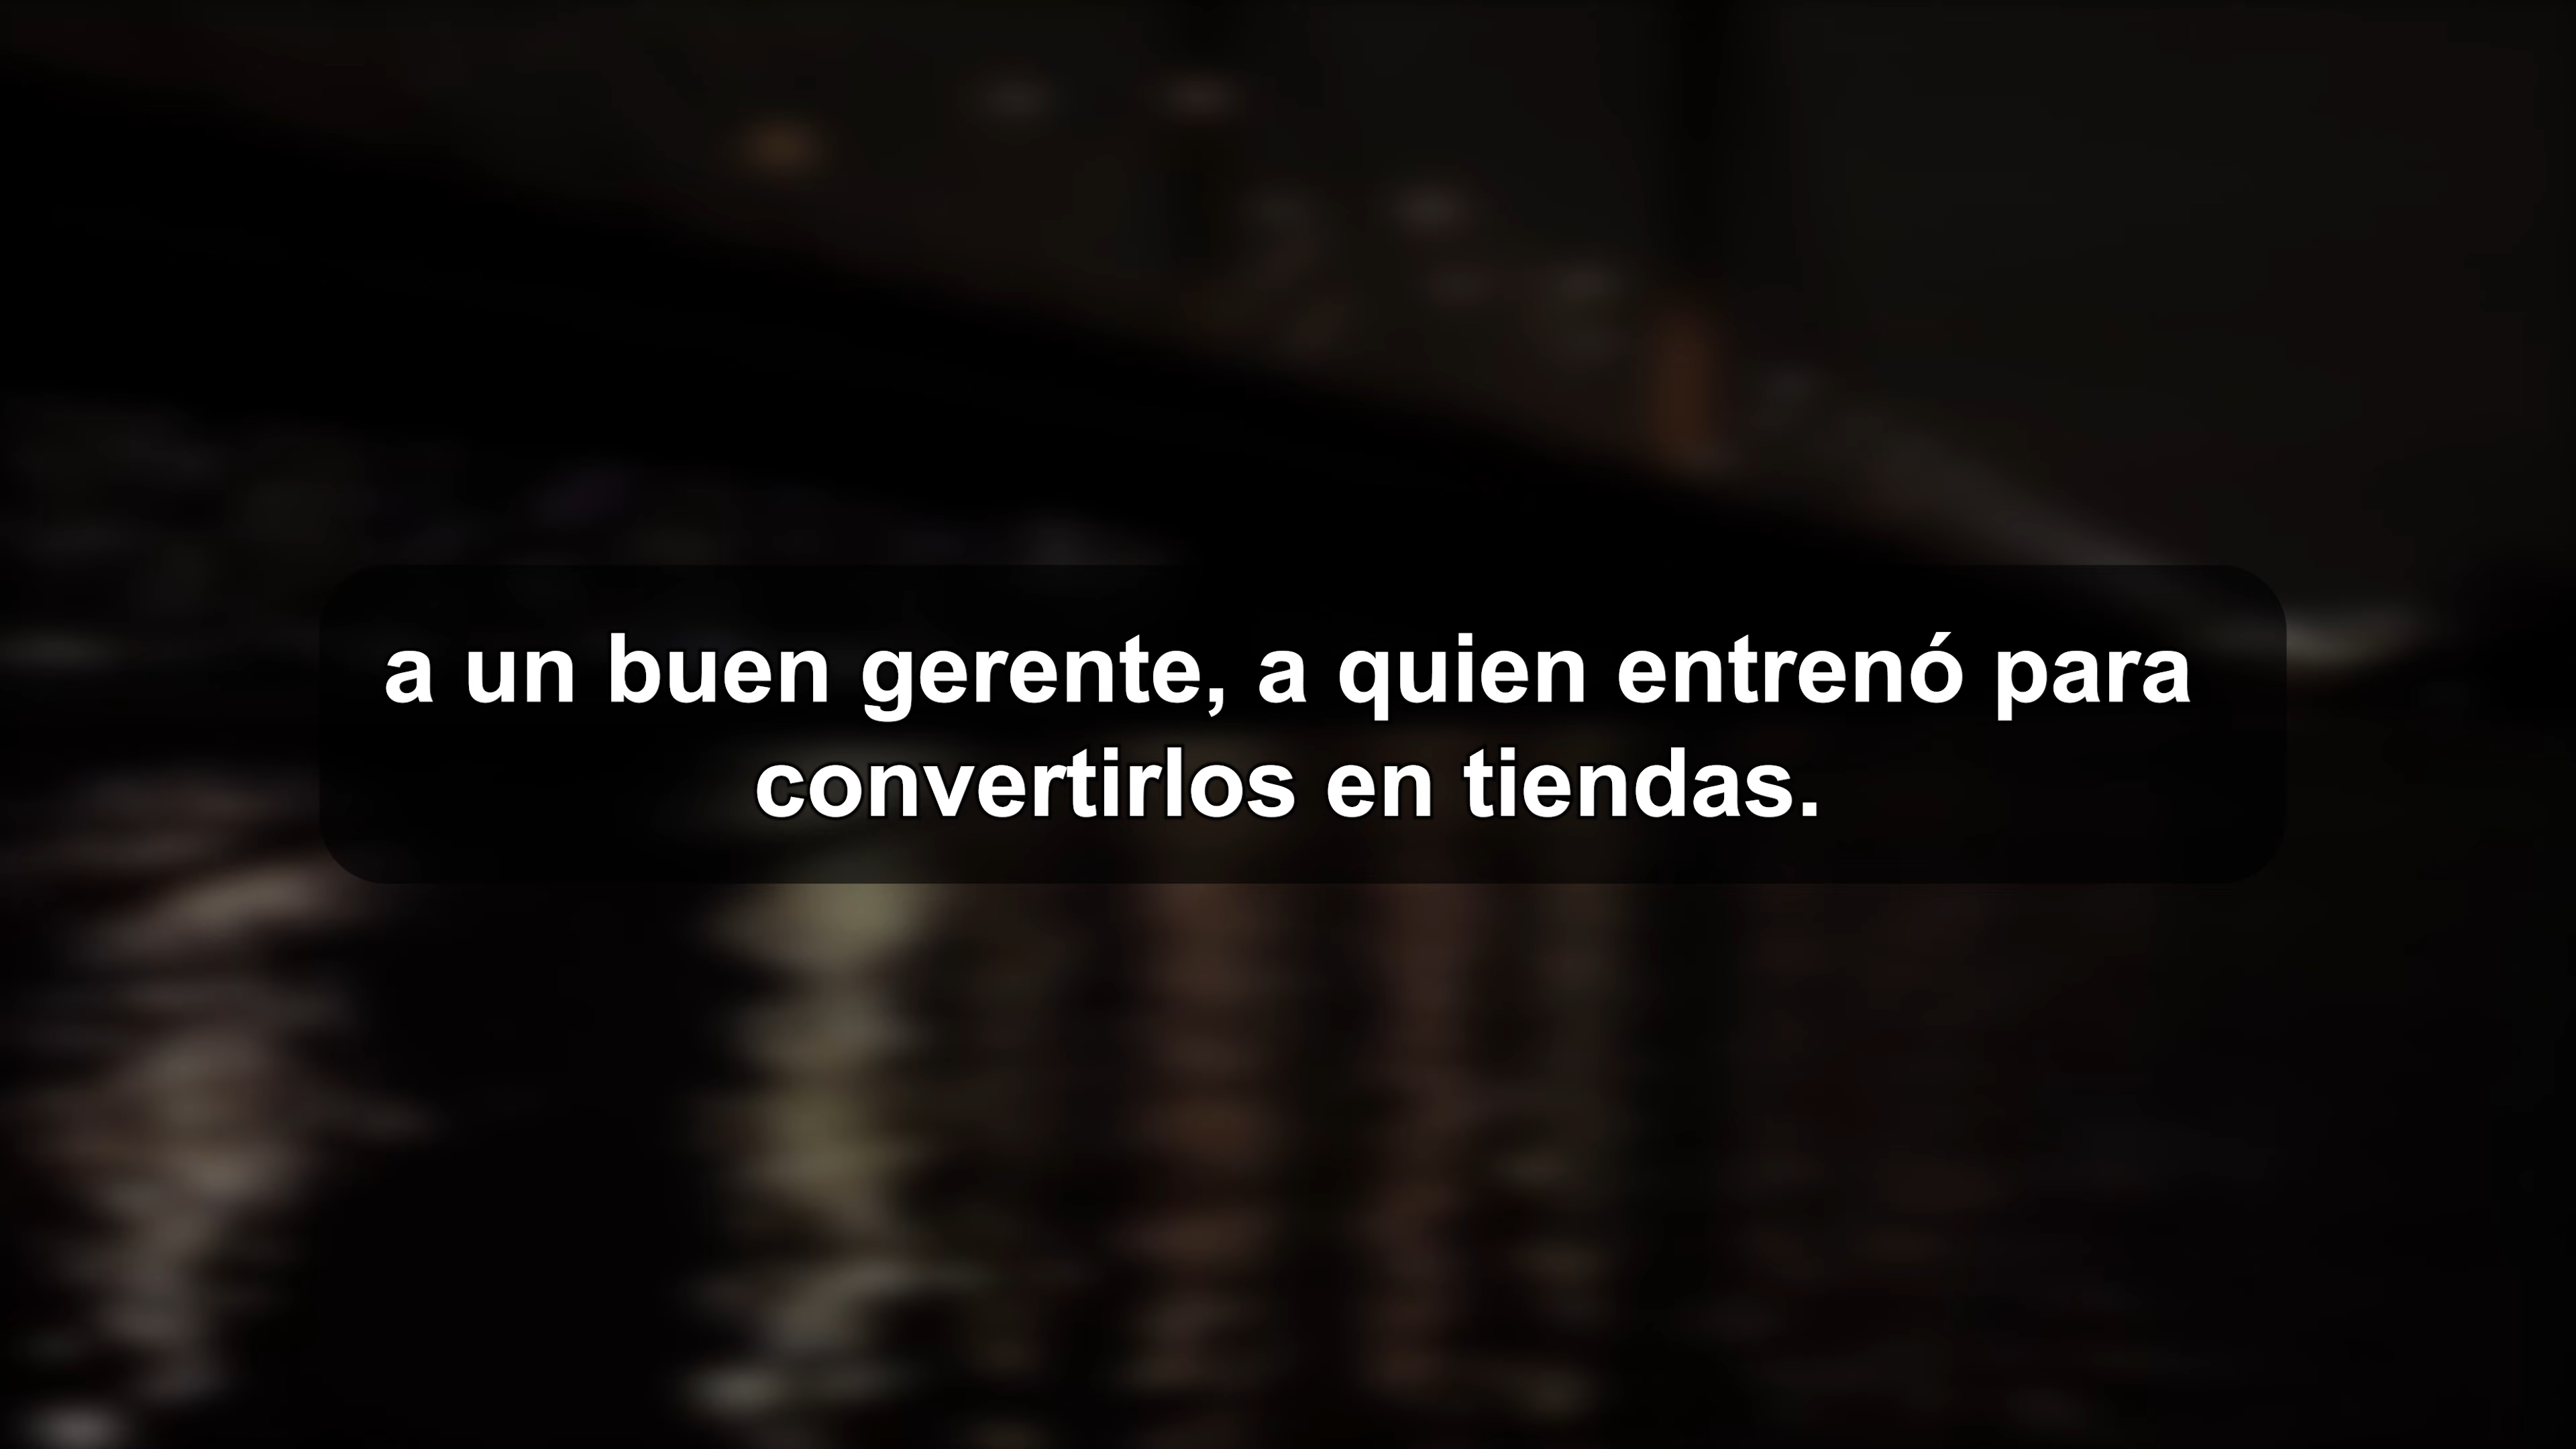 a un buen gerente, a quien entrenó para
convertirlos en tiendas.